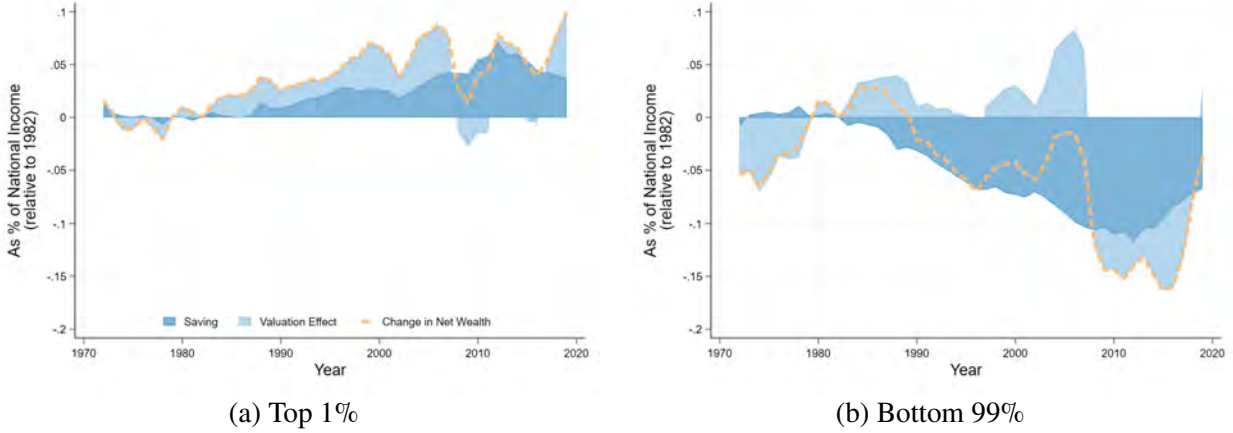 As % of National Income
(relative to 1982)
.1
.05
0
-.05
-.1
-.15
-.2
Saving Valuation Effect Change in Net Wealth
1970 1980 1990 2000 2010 2020
Year
(a) Top 1%
As % of National Income
(relative to 1982)
.1
.05
0
-.05
-.1
-.15
-.2
1970 1980 1990 2000 2010 2020
Year
(b) Bottom 99%